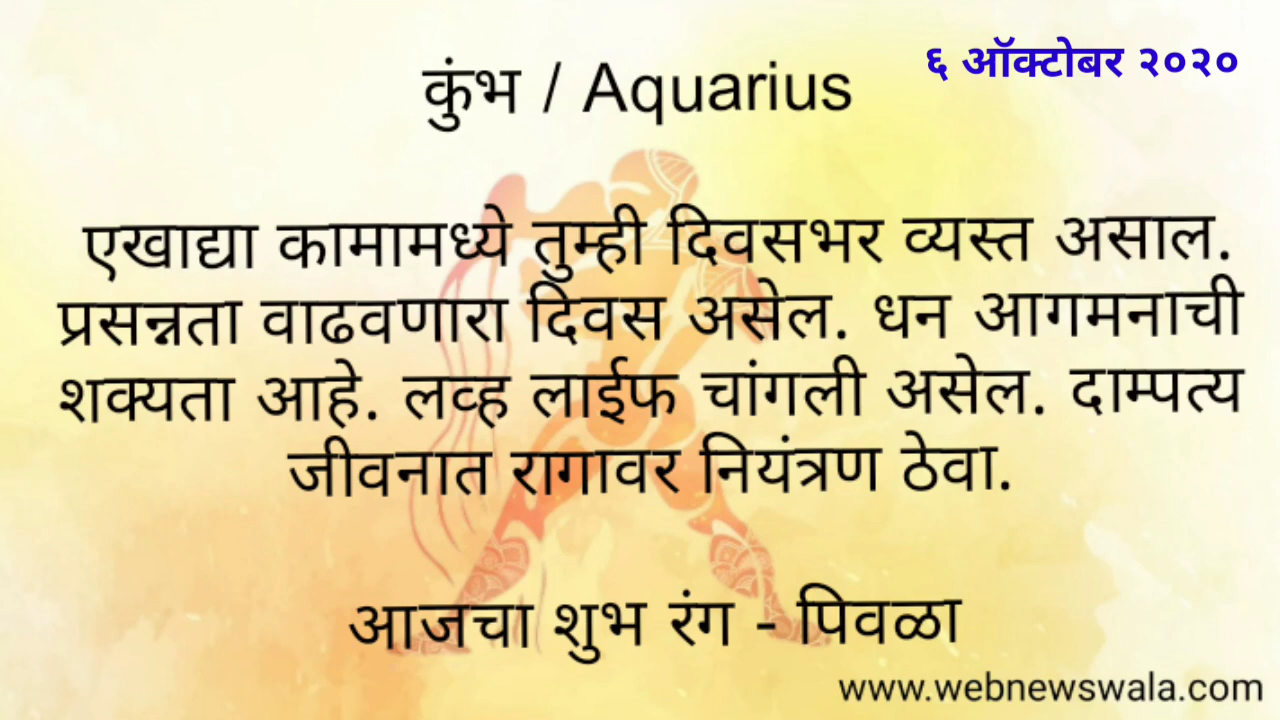 ६ ऑक्टोबर २०२०
कुंभ / Aquarius
एखाद्या कामामध्ये तुम्ही दिवसभर व्यस्त असाल.
प्रसन्नता वाढवणारा दिवस असेल. धन आगमनाची
शक्यता आहे. लव्ह लाईफ चांगली असेल. दाम्पत्य
जीवनात रागावर नियंत्रण ठेवा.
आजचा शुभ रंग - पिवळा
www.webnewswala.com